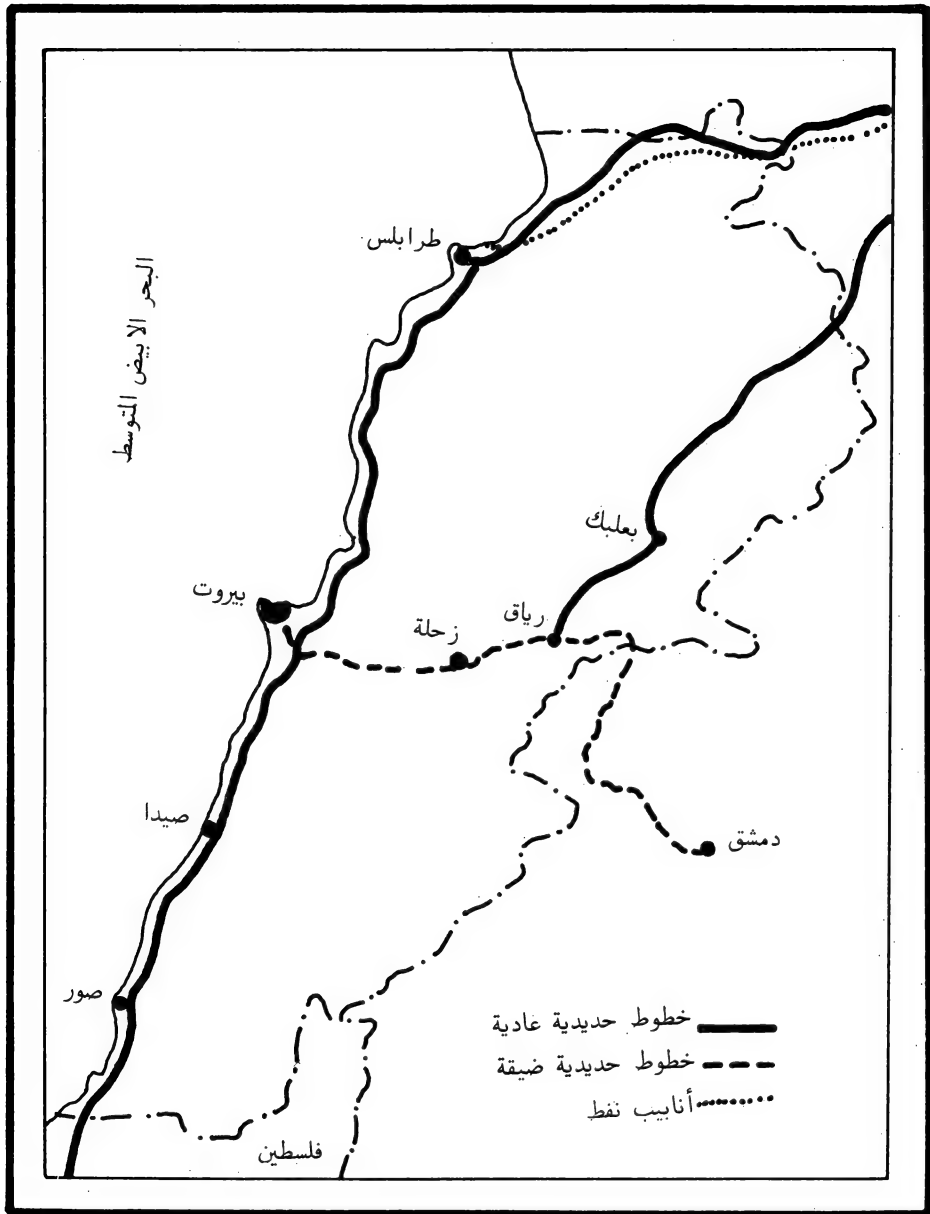 طرابلس
البحر الابيض المتوسط
بعلبك
بيروت
رياق
زحلة
صيدا
دمشق
صور
خطوط حديدية عادية
خطوط حديدية ضيقة
أنابيب نفط
فلسطين